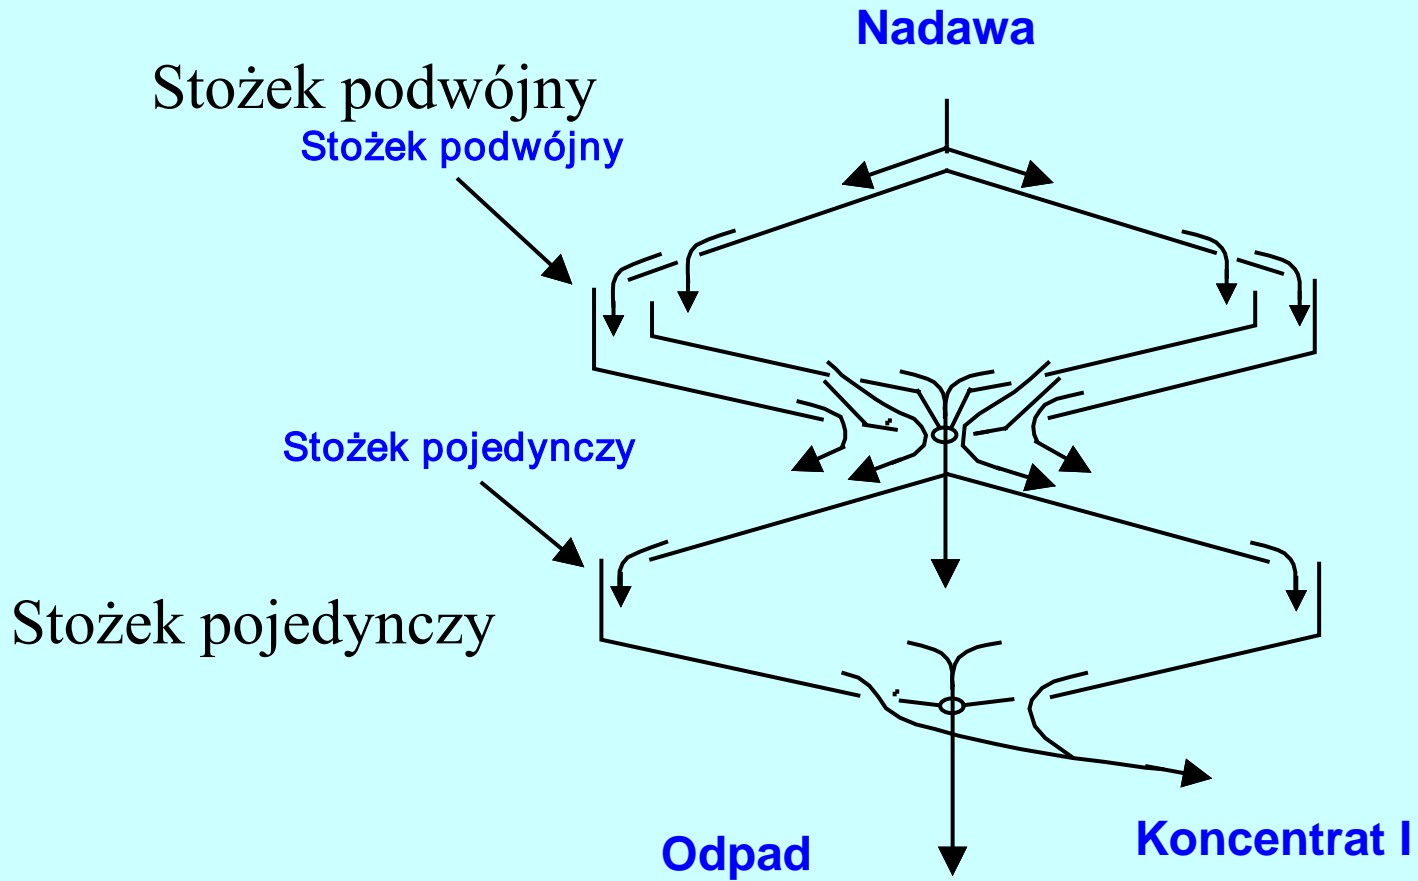 Nadawa
Stożek podwójny
Stożek podwójny
Stożek pojedynczy
Stożek pojedynczy
Koncentrat I
Odpad